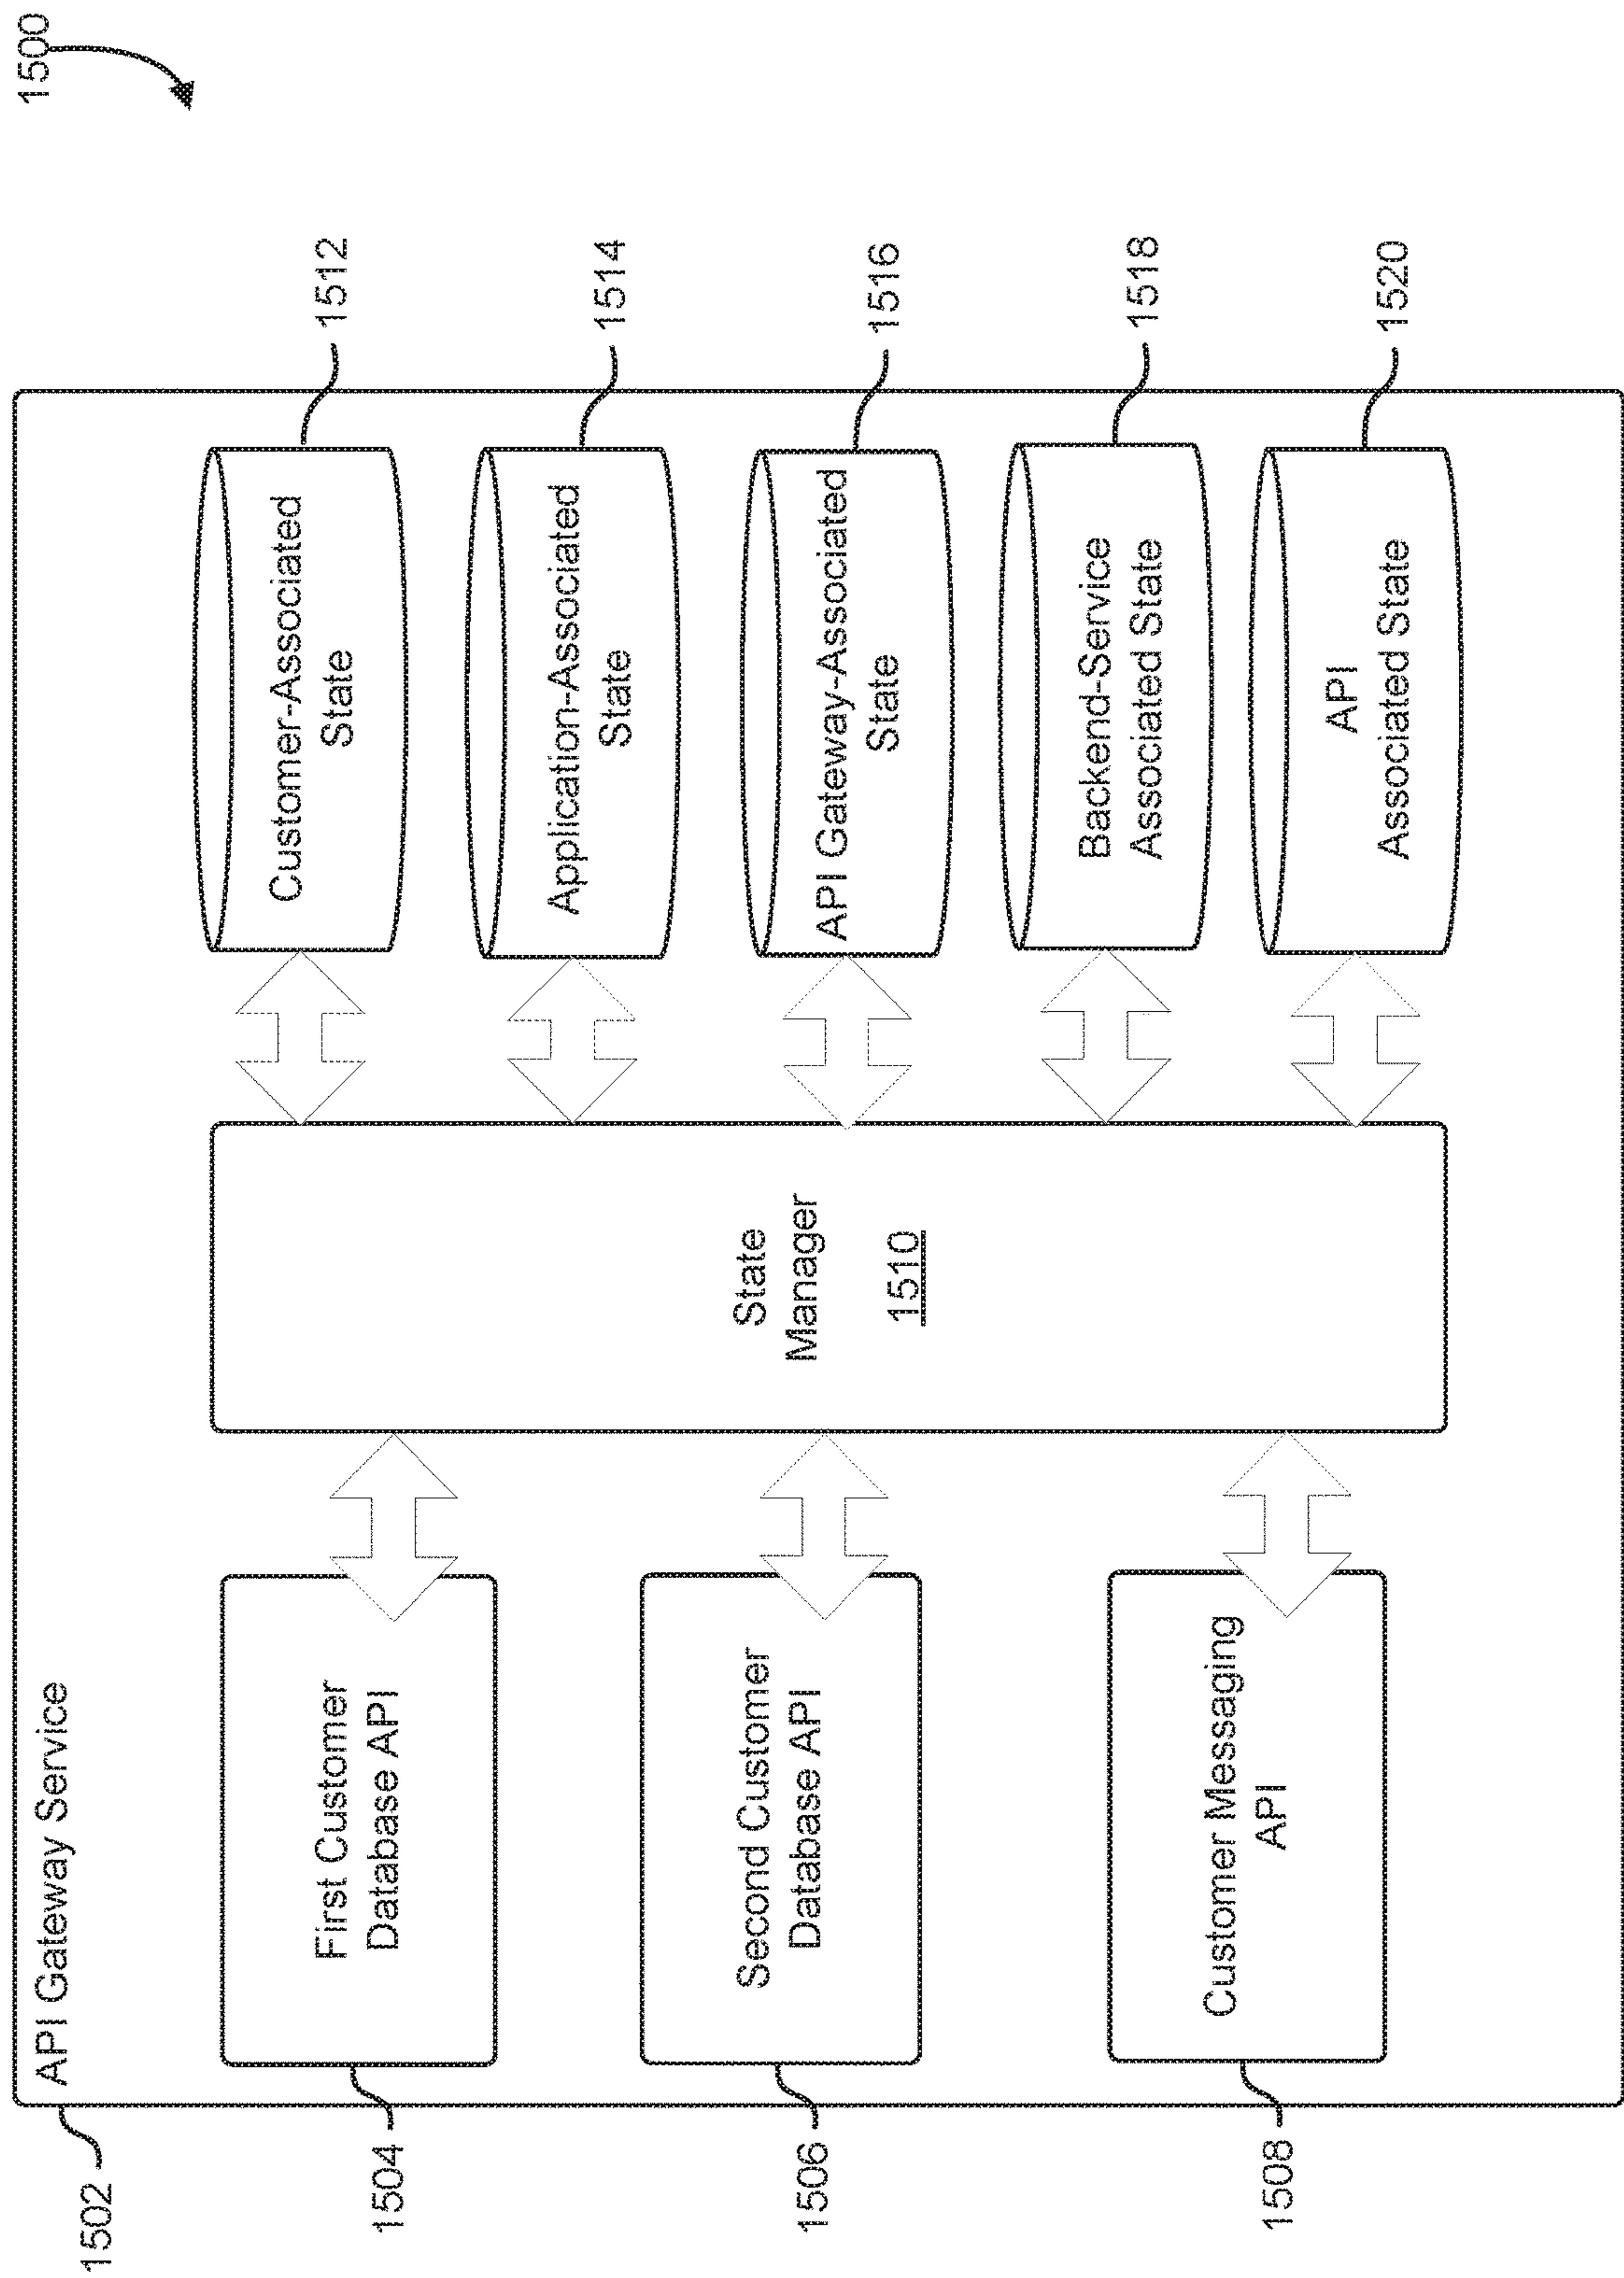 1500
API Gateway Service
1502
First Customer
Database API
1504
Second Customer
Database API
1506
Customer Messaging
API
1508
State
Manager
1510
Customer-Associated
State
1512
Application-Associated
State
1514
API Gateway-Associated
State
1516
Backend-Service
Associated State
1518
API
Associated State
1520